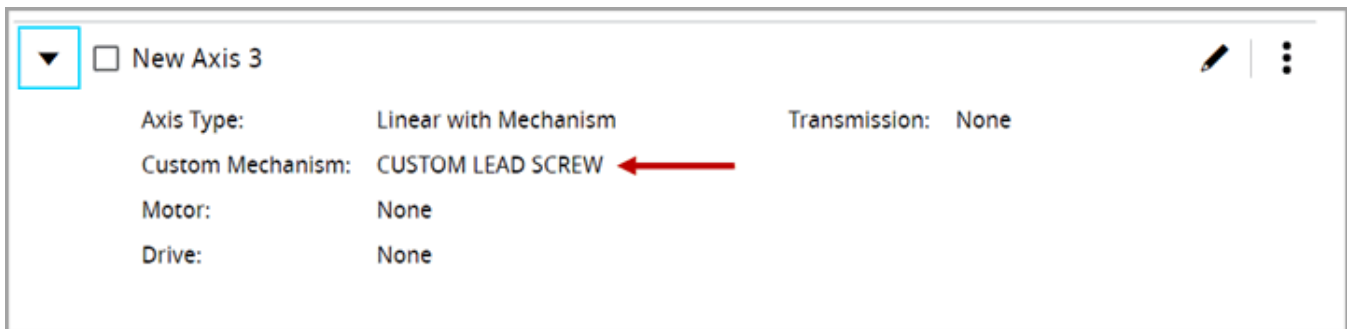 New Axis 3
Axis Type: Linear with Mechanism Transmission: None
Custom Mechanism: CUSTOM LEAD SCREW
Motor: None
Drive: None